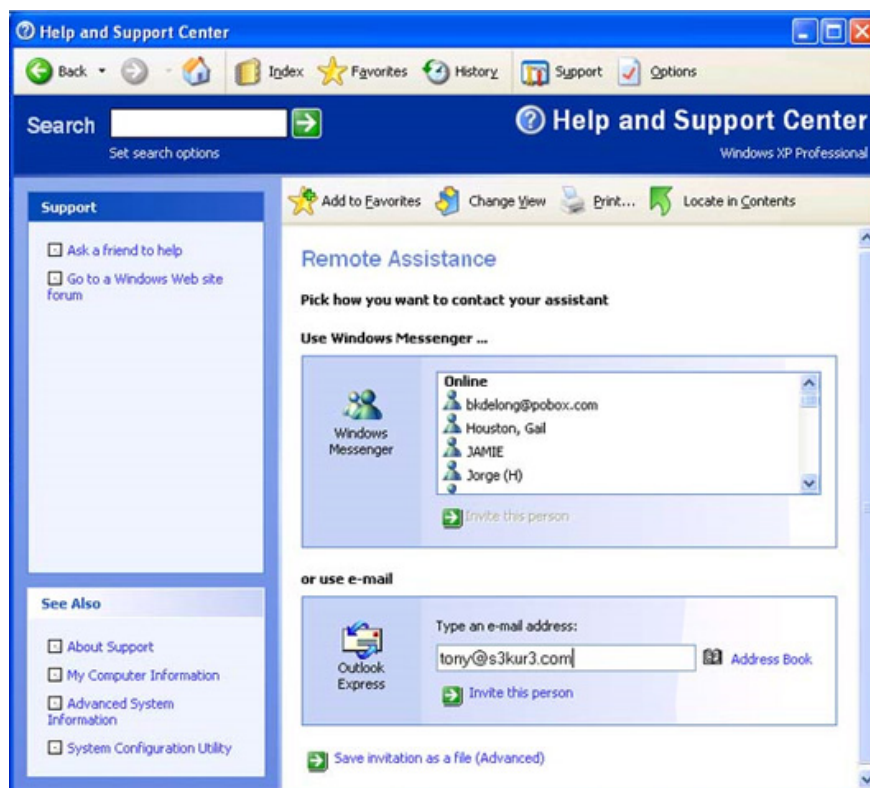 Help and Support Center
Back
Index
Favorites
History
Support
Options
Search
Set search options
Help and Support Center
Windows XP Professional
Support
Ask a friend to help
Go to a Windows Web site
forum
See Also
About Support
My Computer Information
Advanced System
Information
System Configuration Utility
Add to Favorites
Change View
Print...
Locate in Contents
Remote Assistance
Pick how you want to contact your assistant
Use Windows Messenger ...
Windows
Messenger
Online
bkdelong@pobox.com
Houston, Gail
JAMIE
Jorge (H)
Invite this person
or use e-mail
Outlook
Express
Type an e-mail address:
tony@s3kur3.com
Address Book
Invite this person
Save invitation as a file (Advanced)